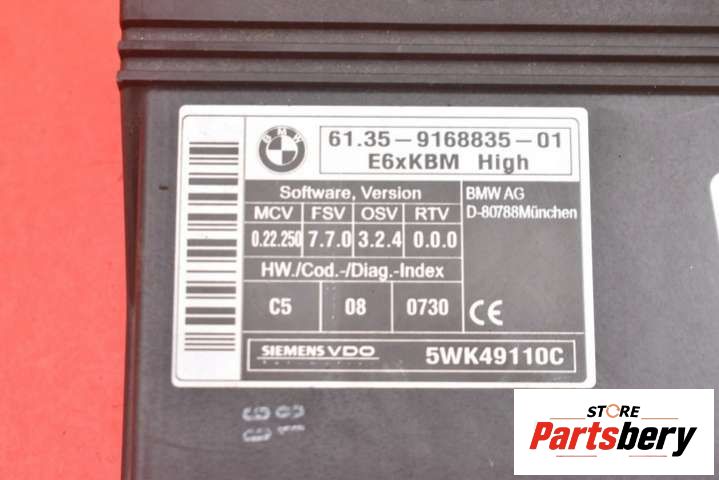 BMW
61.35-9168835-01
E6xKBM High
Software, Version
MCV FSV OSV RTV
0.22.250 7.7.0 3.2.4 0.0.0
BMW AG
D-80788München
HW./Cod.-/Diag.-Index
C5 08 0730
CE
SIEMENS VDO 5WK49110C
STORE
Partsbery